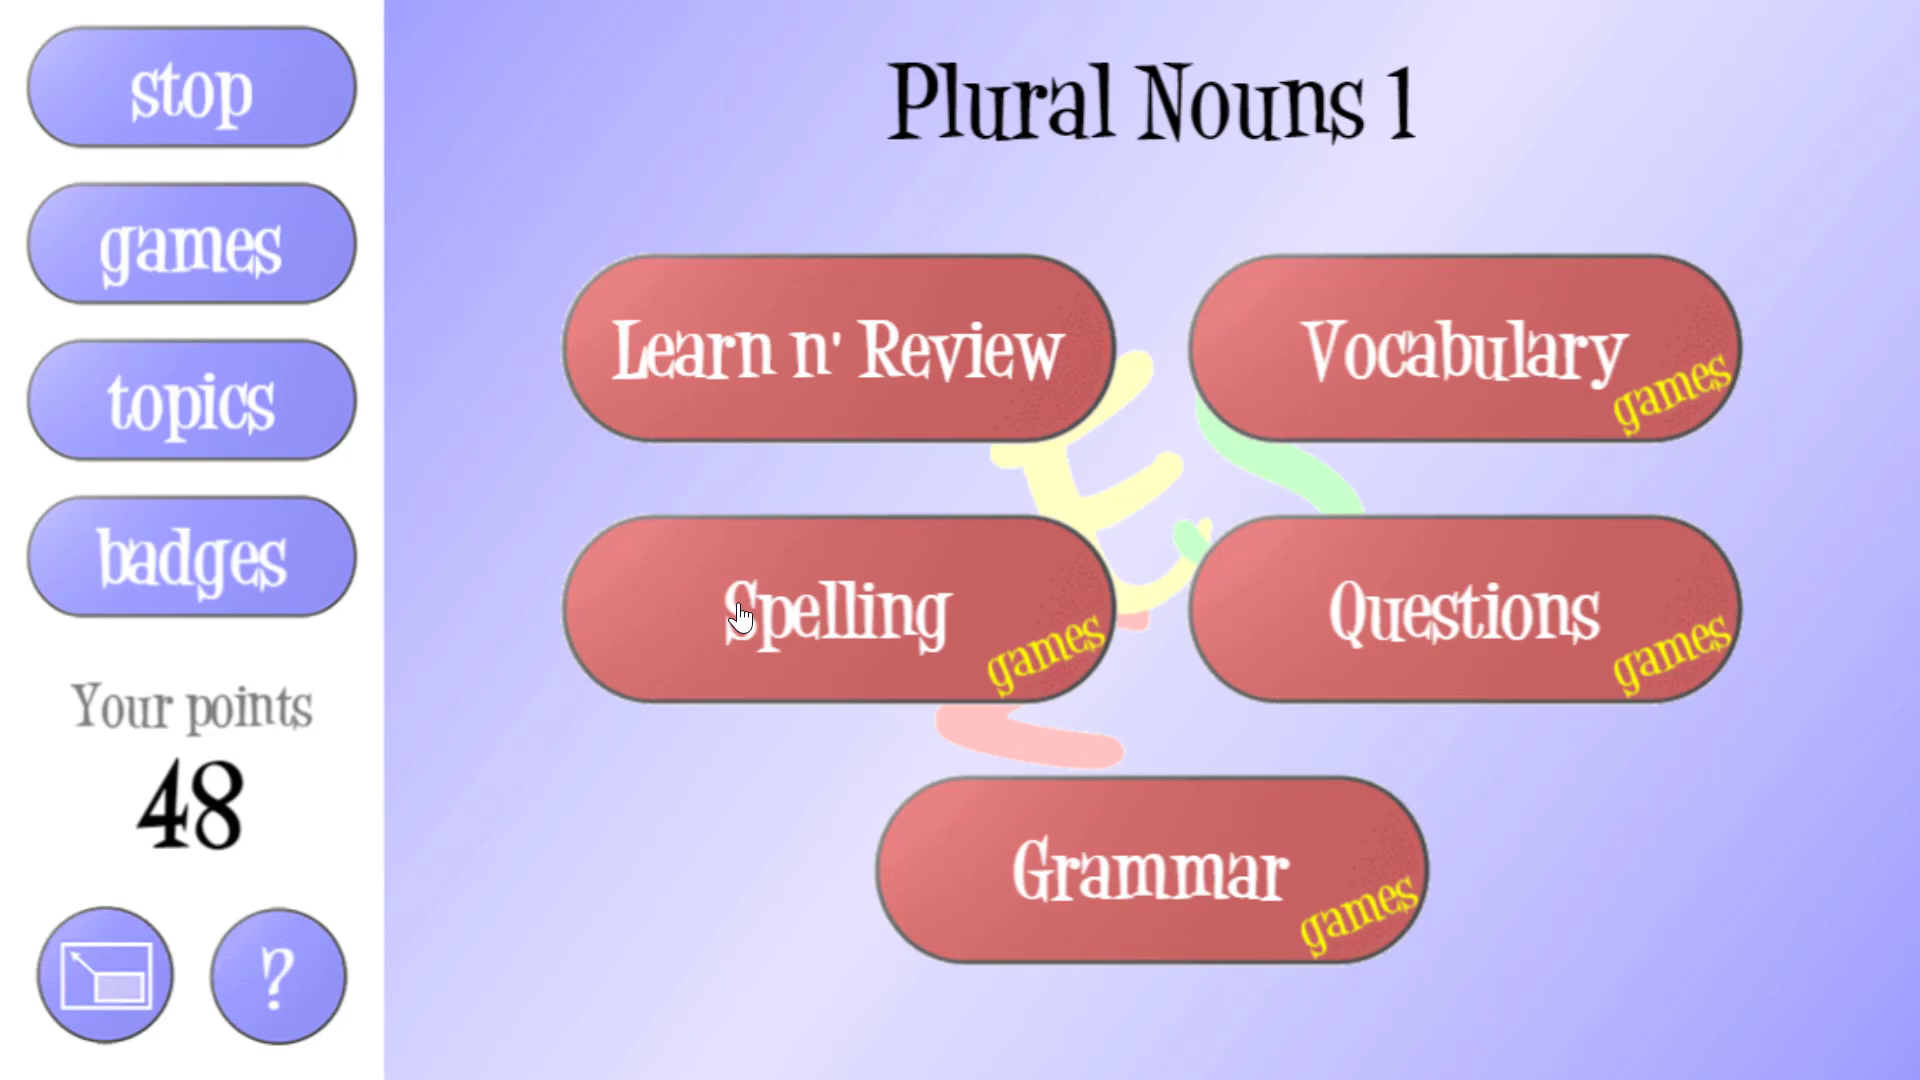 stop
games
topics
badges
Your points
48
?
Plural Nouns 1
Learn n' Review
Vocabulary
games
Spelling
games
Questions
games
Grammar
games